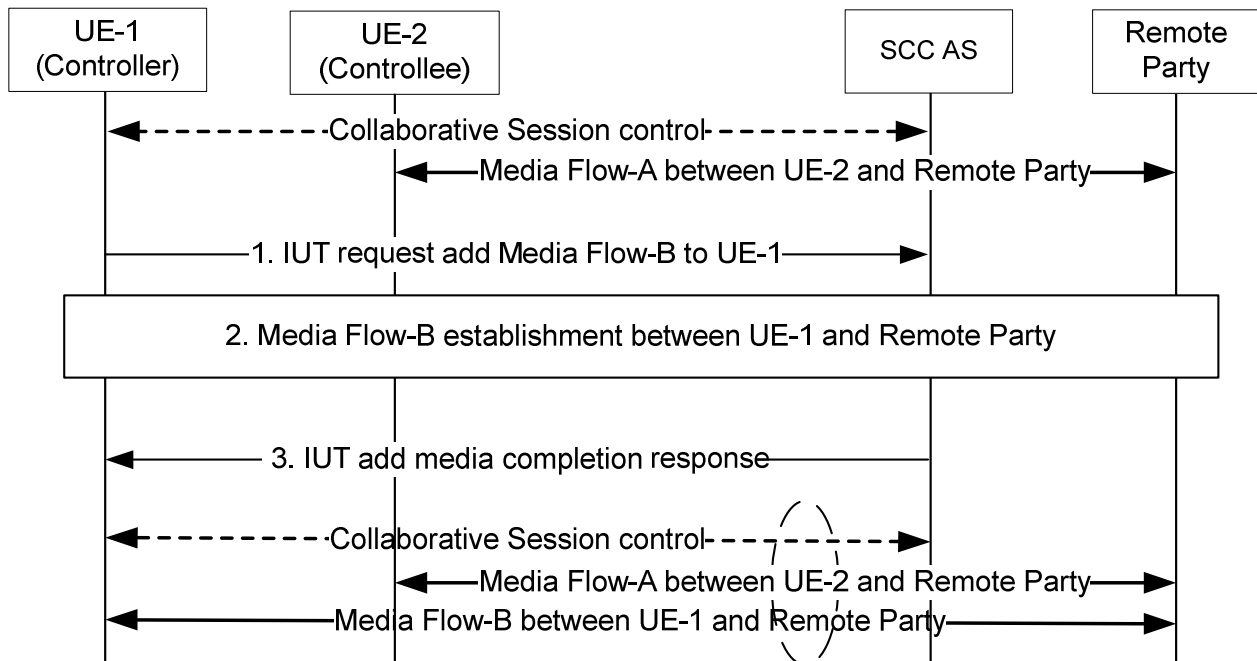 UE-1
(Controller)
UE-2
(Controllee)
SCC AS
Remote
Party
Collaborative Session control
Media Flow-A between UE-2 and Remote Party
1. IUT request add Media Flow-B to UE-1
2. Media Flow-B establishment between UE-1 and Remote Party
3. IUT add media completion response
Collaborative Session control
Media Flow-A between UE-2 and Remote Party
Media Flow-B between UE-1 and Remote Party